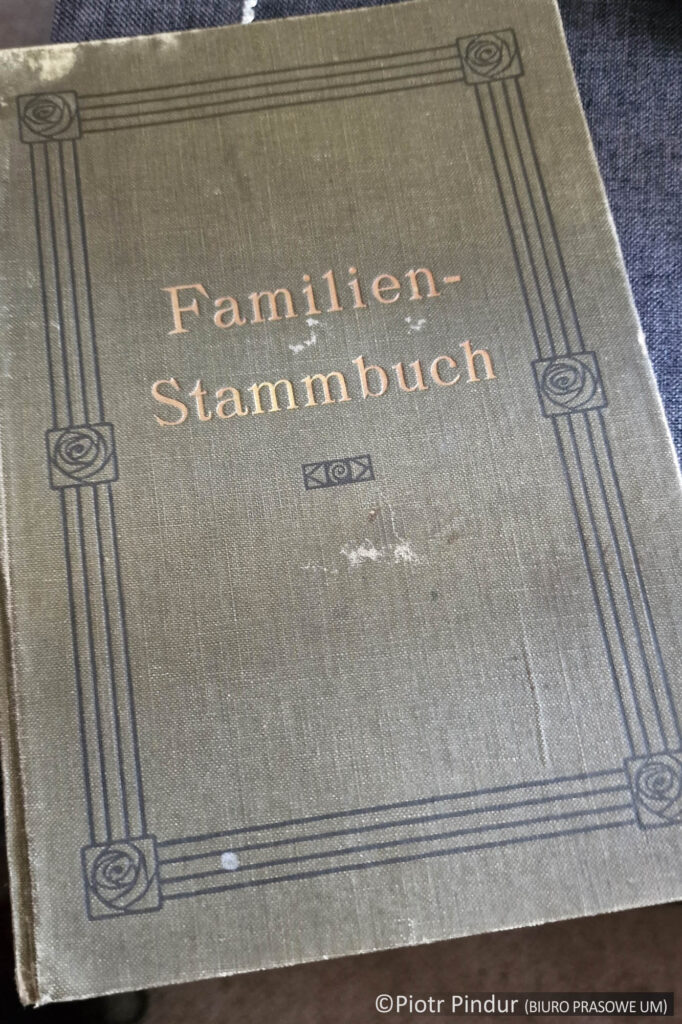 Familien-
Stammbuch
©Piotr Pindur (BIURO PRASOWE UM)